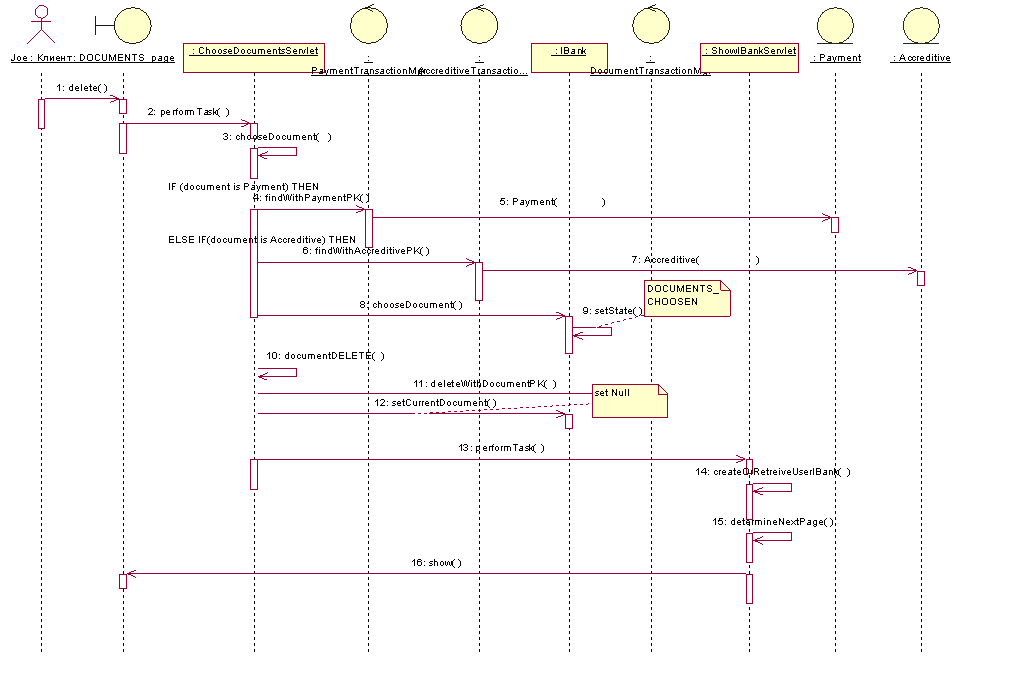 Joe : Клиент
: DOCUMENTS_page
: ChooseDocumentsServlet
:
PaymentTransactionMgr
:
AccreditiveTransactio...
: IBank
:
DocumentTransactionMg...
: ShowIBankServlet
: Payment
: Accreditive
1: delete( )
2: performTask( )
3: chooseDocument( )
IF (document is Payment) THEN
4: findWithPaymentPK( )
5: Payment( )
ELSE IF(document is Accreditive) THEN
6: findWithAccreditivePK( )
7: Accreditive( )
DOCUMENTS_
CHOOSEN
8: chooseDocument( )
9: setState( )
10: documentDELETE( )
11: deleteWithDocumentPK( )
set Null
12: setCurrentDocument( )
13: performTask( )
14: createOrRetreiveUserIBank( )
15: determineNextPage( )
16: show( )